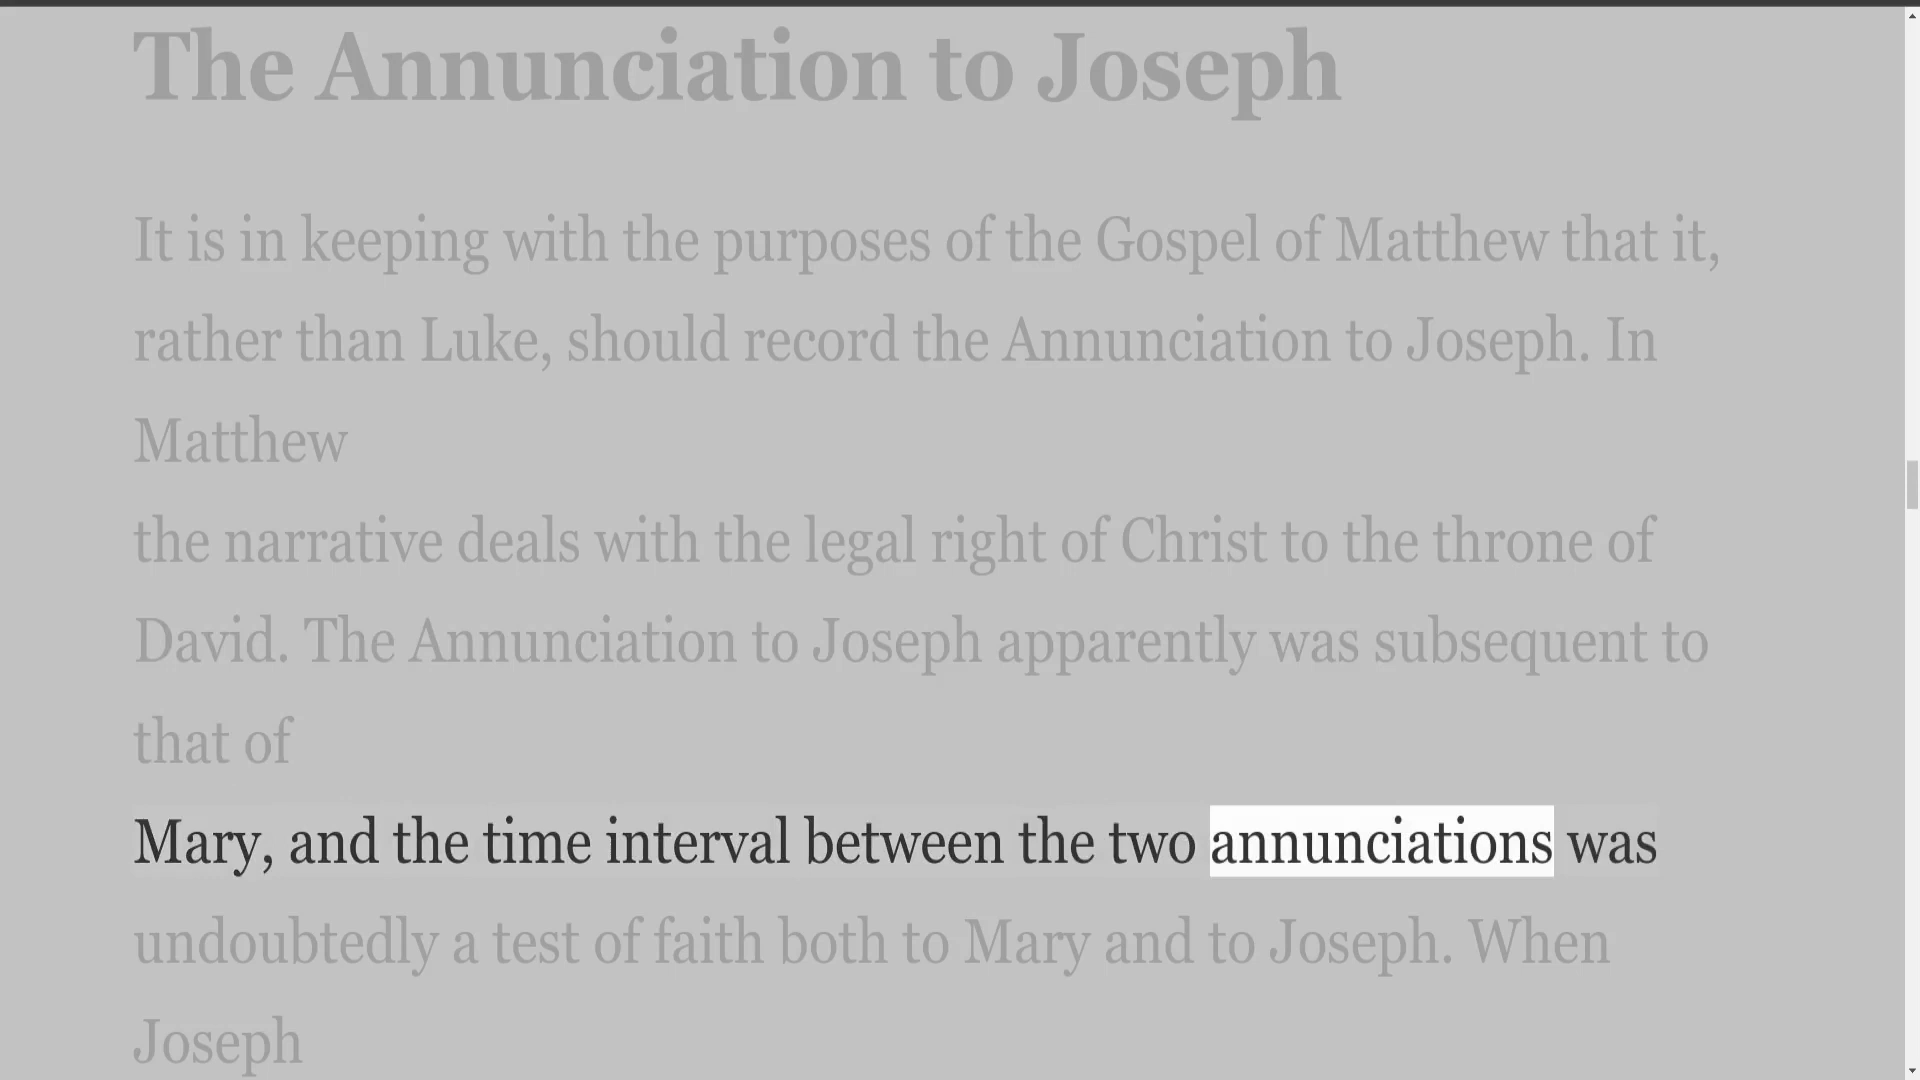 The Annunciation to Joseph
It is in keeping with the purposes of the Gospel of Matthew that it,
rather than Luke, should record the Annunciation to Joseph. In
Matthew
the narrative deals with the legal right of Christ to the throne of
David. The Annunciation to Joseph apparently was subsequent to
that of
Mary, and the time interval between the two annunciations was
undoubtedly a test of faith both to Mary and to Joseph. When
Joseph